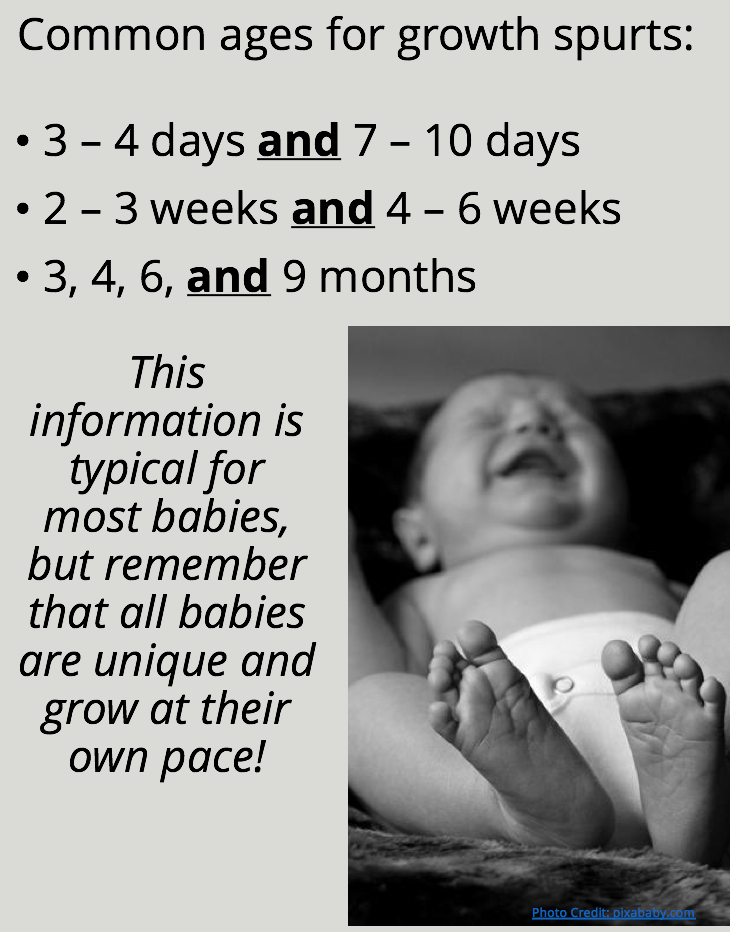 Common ages for growth spurts:
• 3 – 4 days and 7 – 10 days
• 2 – 3 weeks and 4 – 6 weeks
• 3, 4, 6, and 9 months
This
information is
typical for
most babies,
but remember
that all babies
are unique and
grow at their
own pace!
Photo Credit: pixababy.com